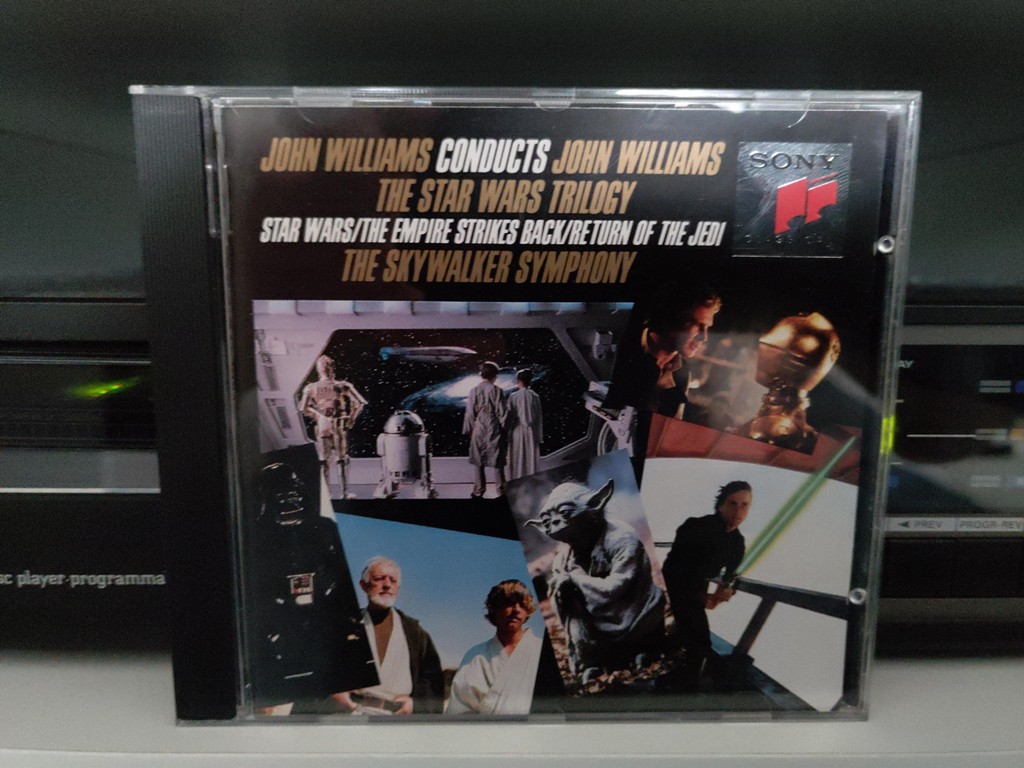 JOHN WILLIAMS CONDUCTS JOHN WILLIAMS
THE STAR WARS TRILOGY
STAR WARS/THE EMPIRE STRIKES BACK/RETURN OF THE JEDI
THE SKYWALKER SYMPHONY
SONY
AY
◄ PREV
PROGR-REV
sc player-programma